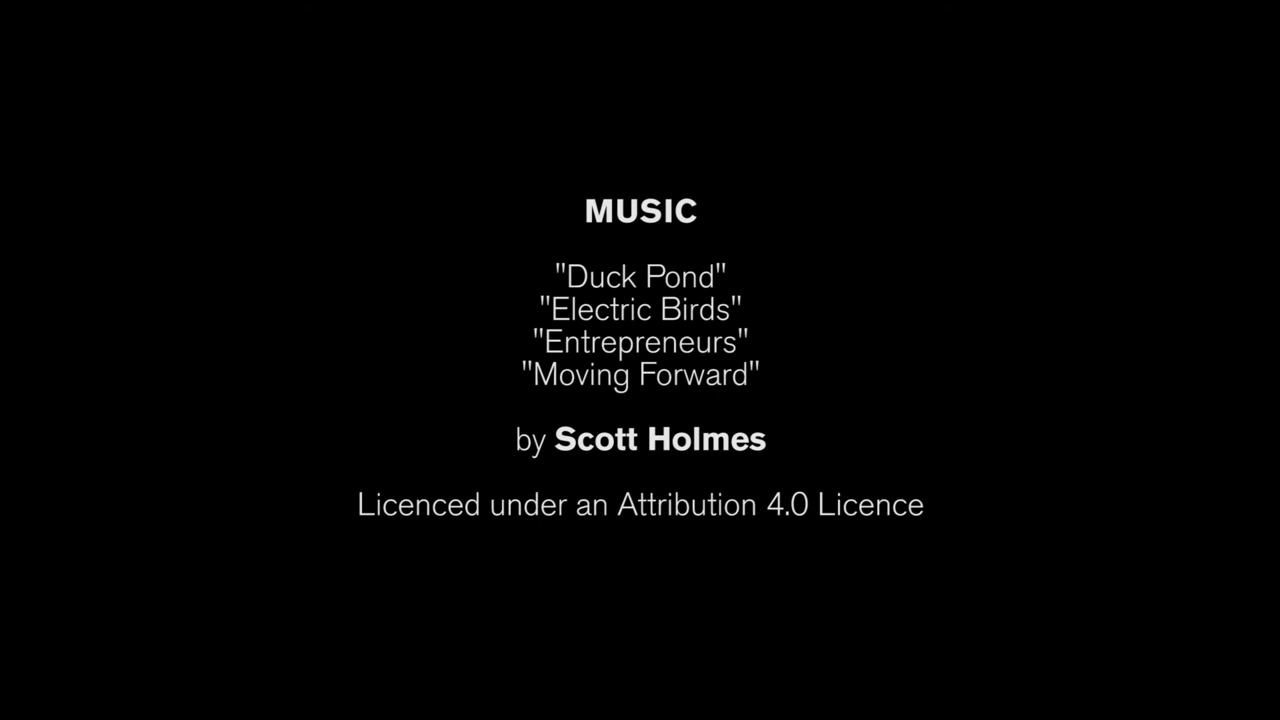 MUSIC
"Duck Pond"
"Electric Birds"
"Entrepreneurs"
"Moving Forward"
by Scott Holmes
Licenced under an Attribution 4.0 Licence